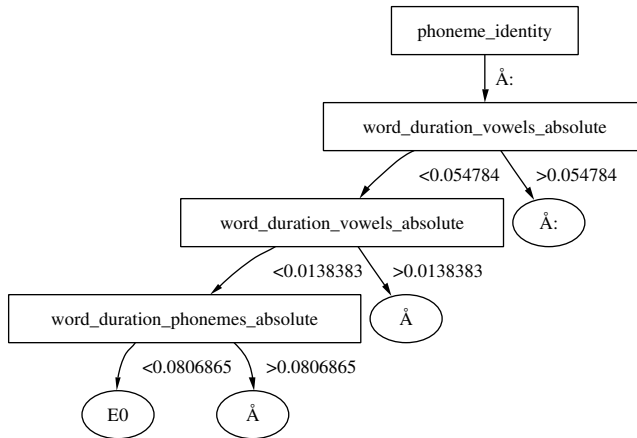 phoneme_identity
Å:
word_duration_vowels_absolute
<0.054784 >0.054784
word_duration_vowels_absolute Å:
<0.0138383 >0.0138383
word_duration_phonemes_absolute Å
<0.0806865 >0.0806865
E0 Å